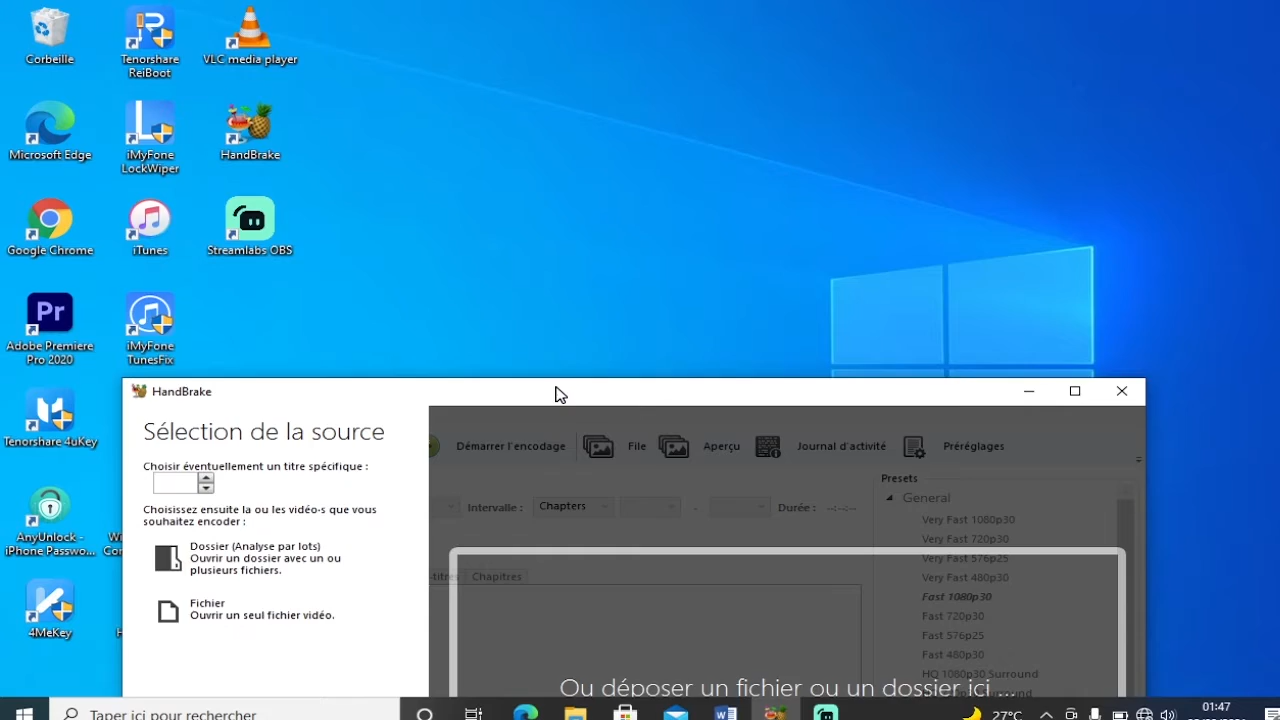 Corbeille
Tenorshare
ReiBoot
VLC media player
Microsoft Edge
iMyFone
LockWiper
HandBrake
Google Chrome
iTunes
Streamlabs OBS
Pr
Adobe Premiere
Pro 2020
iMyFone
TunesFix
Tenorshare 4uKey
AnyUnlock -
iPhone Passwo...
4MeKey
HandBrake
Sélection de la source
Choisir éventuellement un titre spécifique :
Choisissez ensuite la ou les vidéo-s que vous
souhaitez encoder :
Dossier (Analyse par lots)
Ouvrir un dossier avec un ou
plusieurs fichiers.
Fichier
Ouvrir un seul fichier vidéo.
Démarrer l'encodage
File
Aperçu
Journal d'activité
Préréglages
Intervalle :
Chapters
-
Durée :
--:--:--
Chapitres
Presets
General
Very Fast 1080p30
Very Fast 720p30
Very Fast 576p25
Very Fast 480p30
Fast 1080p30
Fast 720p30
Fast 576p25
Fast 480p30
HQ 1080p30 Surround
Ou déposer un fichier ou un dossier ici ...
Taper ici pour rechercher
27°C
01:47